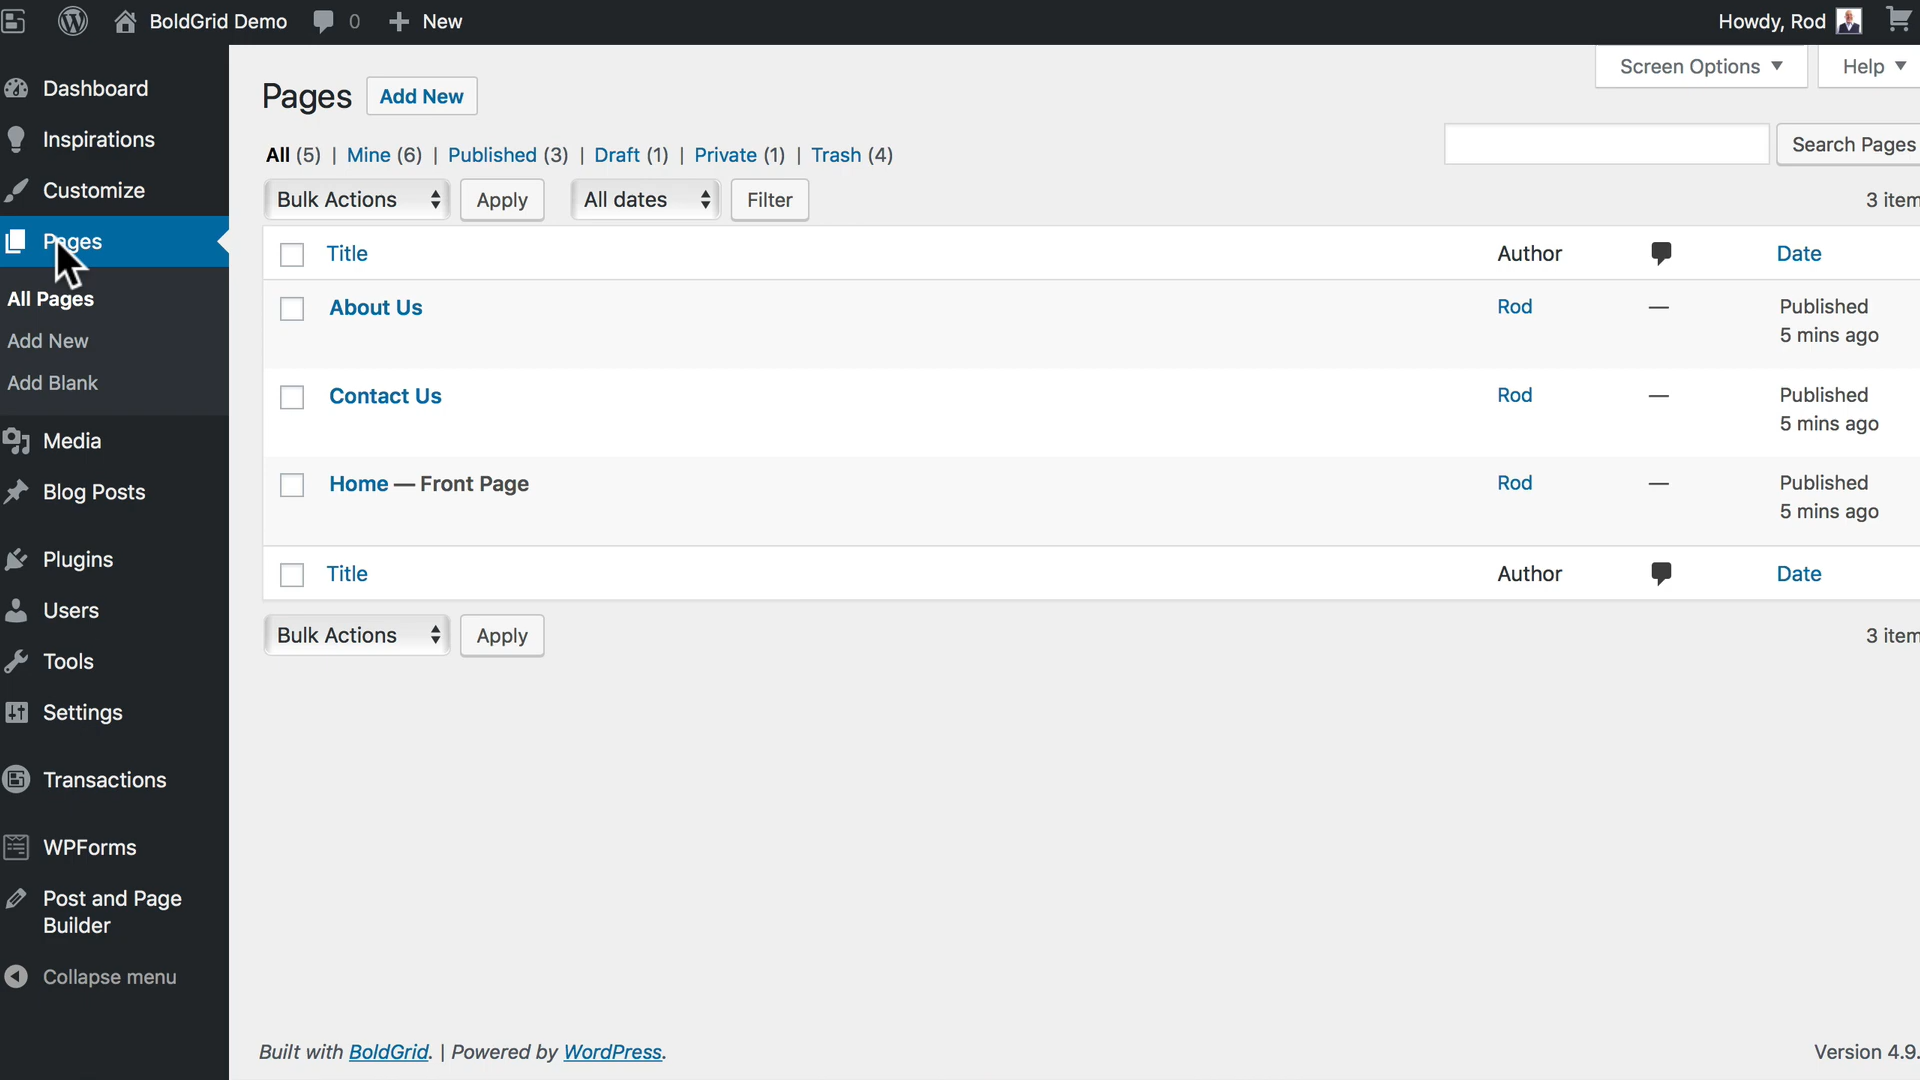 BoldGrid Demo 0 New Howdy, Rod
Dashboard
Inspirations
Customize
Pages
All Pages
Add New
Add Blank
Media
Blog Posts
Plugins
Users
Tools
Settings
Transactions
WPForms
Post and Page
Builder
Collapse menu
Screen Options Help
Pages Add New
All (5) | Mine (6) | Published (3) | Draft (1) | Private (1) | Trash (4)
Search Pages
Bulk Actions Apply All dates Filter 3 item
Title Author Date
About Us Rod — Published
5 mins ago
Contact Us Rod — Published
5 mins ago
Home — Front Page Rod — Published
5 mins ago
Title Author Date
Bulk Actions Apply 3 item
Built with BoldGrid. | Powered by WordPress. Version 4.9.